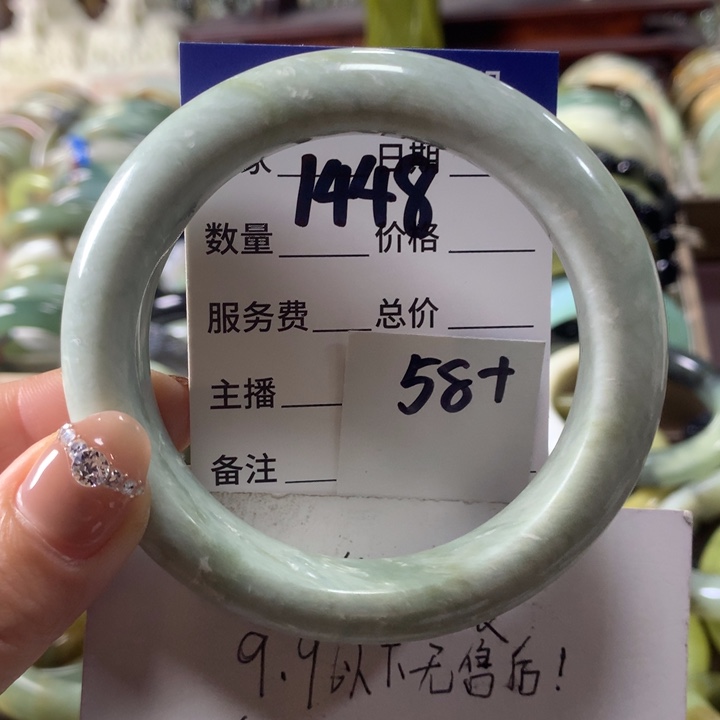 家 日期
1448
数量 价格
服务费 总价
58+
主播
备注
9.9以下无售后!